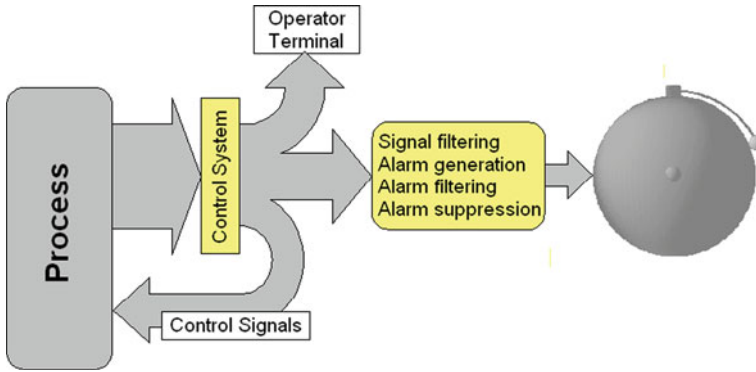 Operator
Terminal
Process
Control System
Signal filtering
Alarm generation
Alarm filtering
Alarm suppression
Control Signals